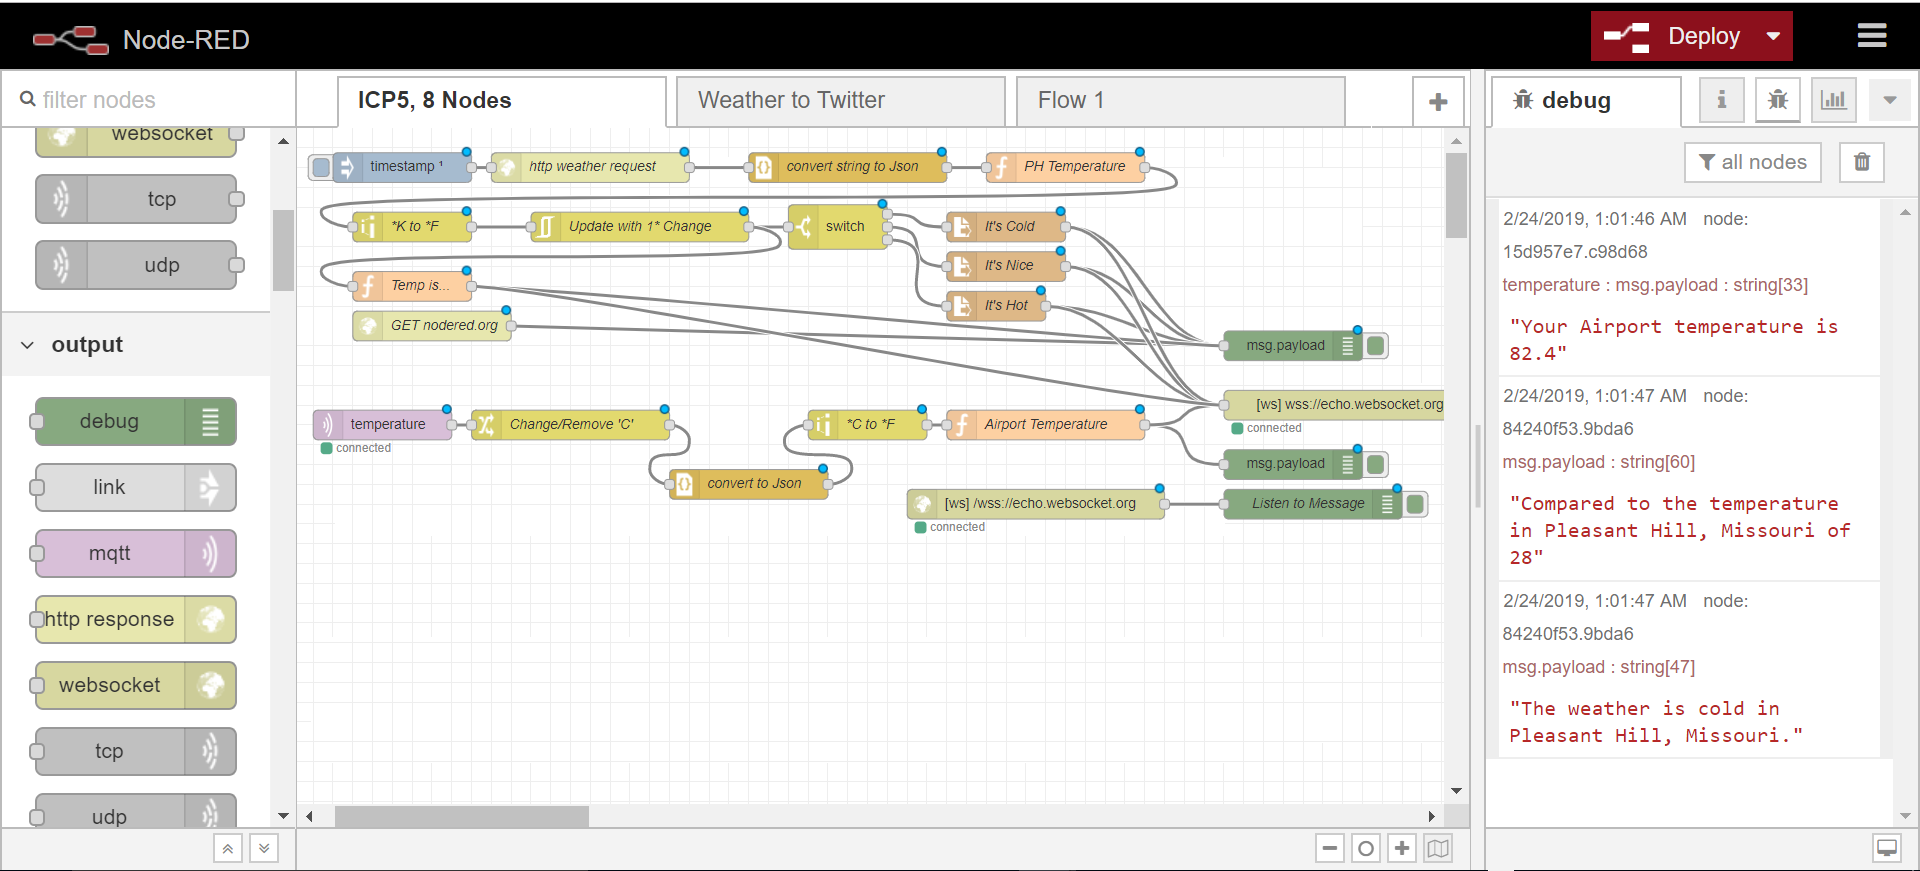 Node-RED
Deploy
filter nodes
websocket
tcp
udp
output
debug
link
mqtt
http response
websocket
tcp
udp
ICP5, 8 Nodes
Weather to Twitter
Flow 1
timestamp ¹
http weather request
convert string to Json
PH Temperature
*K to *F
Update with 1* Change
switch
It's Cold
It's Nice
It's Hot
Temp is...
GET nodered.org
msg.payload
[ws] wss://echo.websocket.org
connected
temperature
connected
Change/Remove 'C'
*C to *F
Airport Temperature
msg.payload
convert to Json
[ws] /wss://echo.websocket.org
connected
Listen to Message
debug
i
all nodes
2/24/2019, 1:01:46 AM node:
15d957e7.c98d68
temperature : msg.payload : string[33]
"Your Airport temperature is
82.4"
2/24/2019, 1:01:47 AM node:
84240f53.9bda6
msg.payload : string[60]
"Compared to the temperature
in Pleasant Hill, Missouri of
28"
2/24/2019, 1:01:47 AM node:
84240f53.9bda6
msg.payload : string[47]
"The weather is cold in
Pleasant Hill, Missouri."